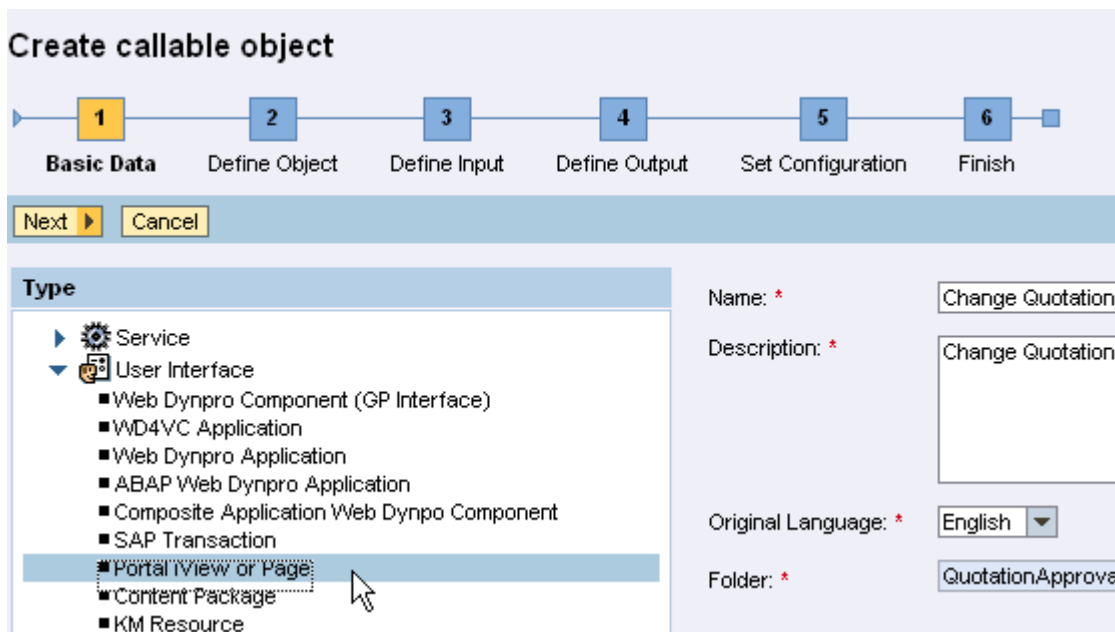 Create callable object
1 2 3 4 5 6
Basic Data Define Object Define Input Define Output Set Configuration Finish
Next Cancel
Type
Service
User Interface
Web Dynpro Component (GP Interface)
WD4VC Application
Web Dynpro Application
ABAP Web Dynpro Application
Composite Application Web Dynpo Component
SAP Transaction
Portal iView or Page
Content Package
KM Resource
Name: * Change Quotation
Description: * Change Quotation
Original Language: * English
Folder: * QuotationApprova